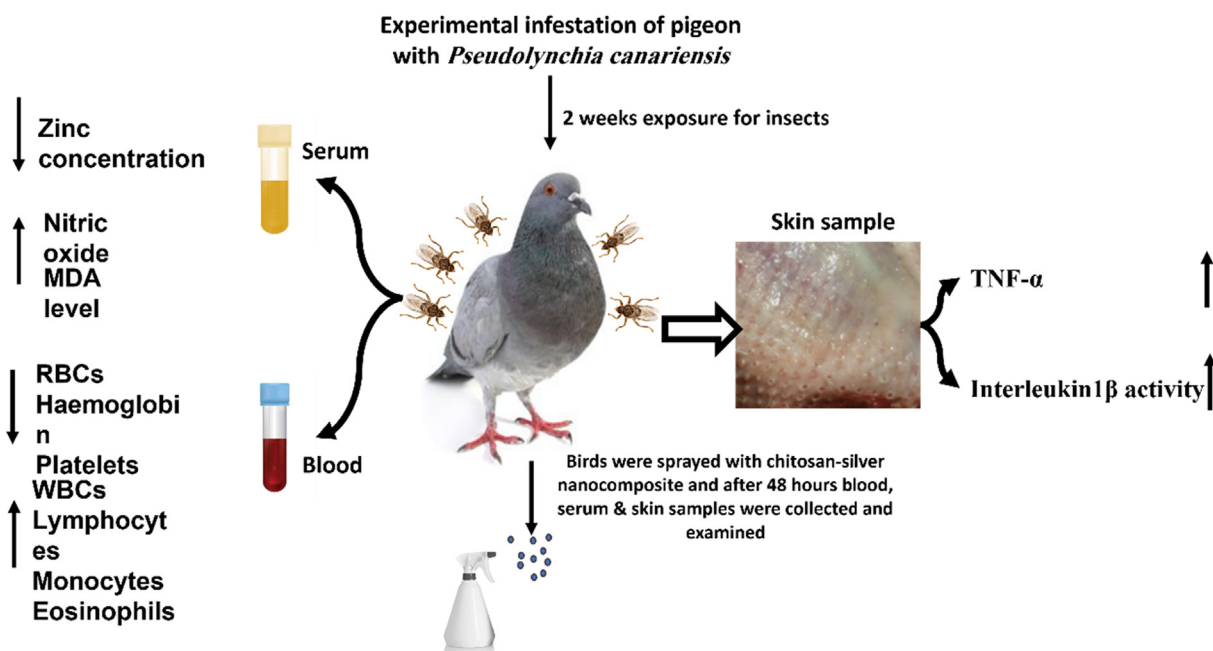 Experimental infestation of pigeon
with Pseudolynchia canariensis
2 weeks exposure for insects
Zinc
concentration
Serum
Nitric
oxide
MDA
level
RBCs
Haemoglobi
n
Platelets
WBCs
Lymphocyt
es
Monocytes
Eosinophils
Blood
Skin sample
TNF-α
Interleukin1β activity
Birds were sprayed with chitosan-silver
nanocomposite and after 48 hours blood,
serum & skin samples were collected and
examined